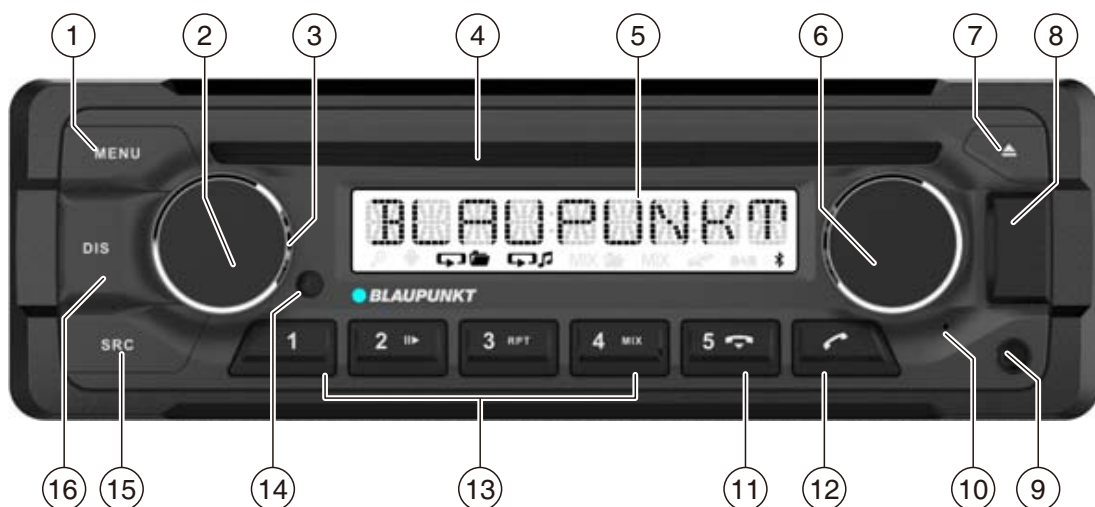 1 2 3 4 5 6 7 8
MENU
BLAUPUNKT
DIS
MIX MIX
BLAUPUNKT
SRC
1 2 3 RPT 4 MIX 5
16 15 14 13 11 12 10 9